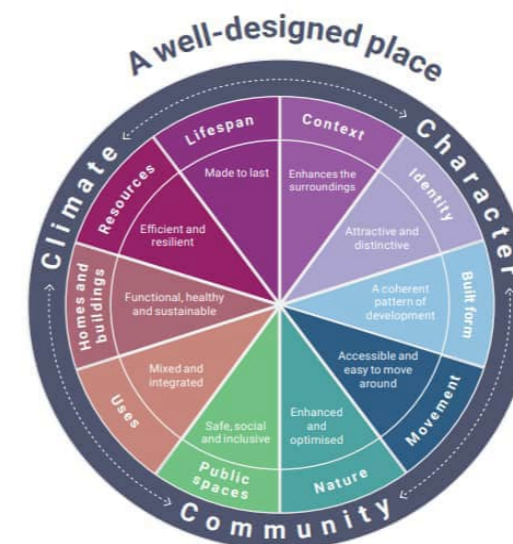 A well-designed place
Climate
Character
Community
Context
Enhances the
surroundings
Identity
Attractive and
distinctive
Built form
A coherent
pattern of
development
Movement
Accessible and
easy to move
around
Nature
Enhanced
and
optimised
Public
spaces
Safe, social
and inclusive
Uses
Mixed and
integrated
Homes and
buildings
Functional, healthy
and sustainable
Resources
Efficient and
resilient
Lifespan
Made to last